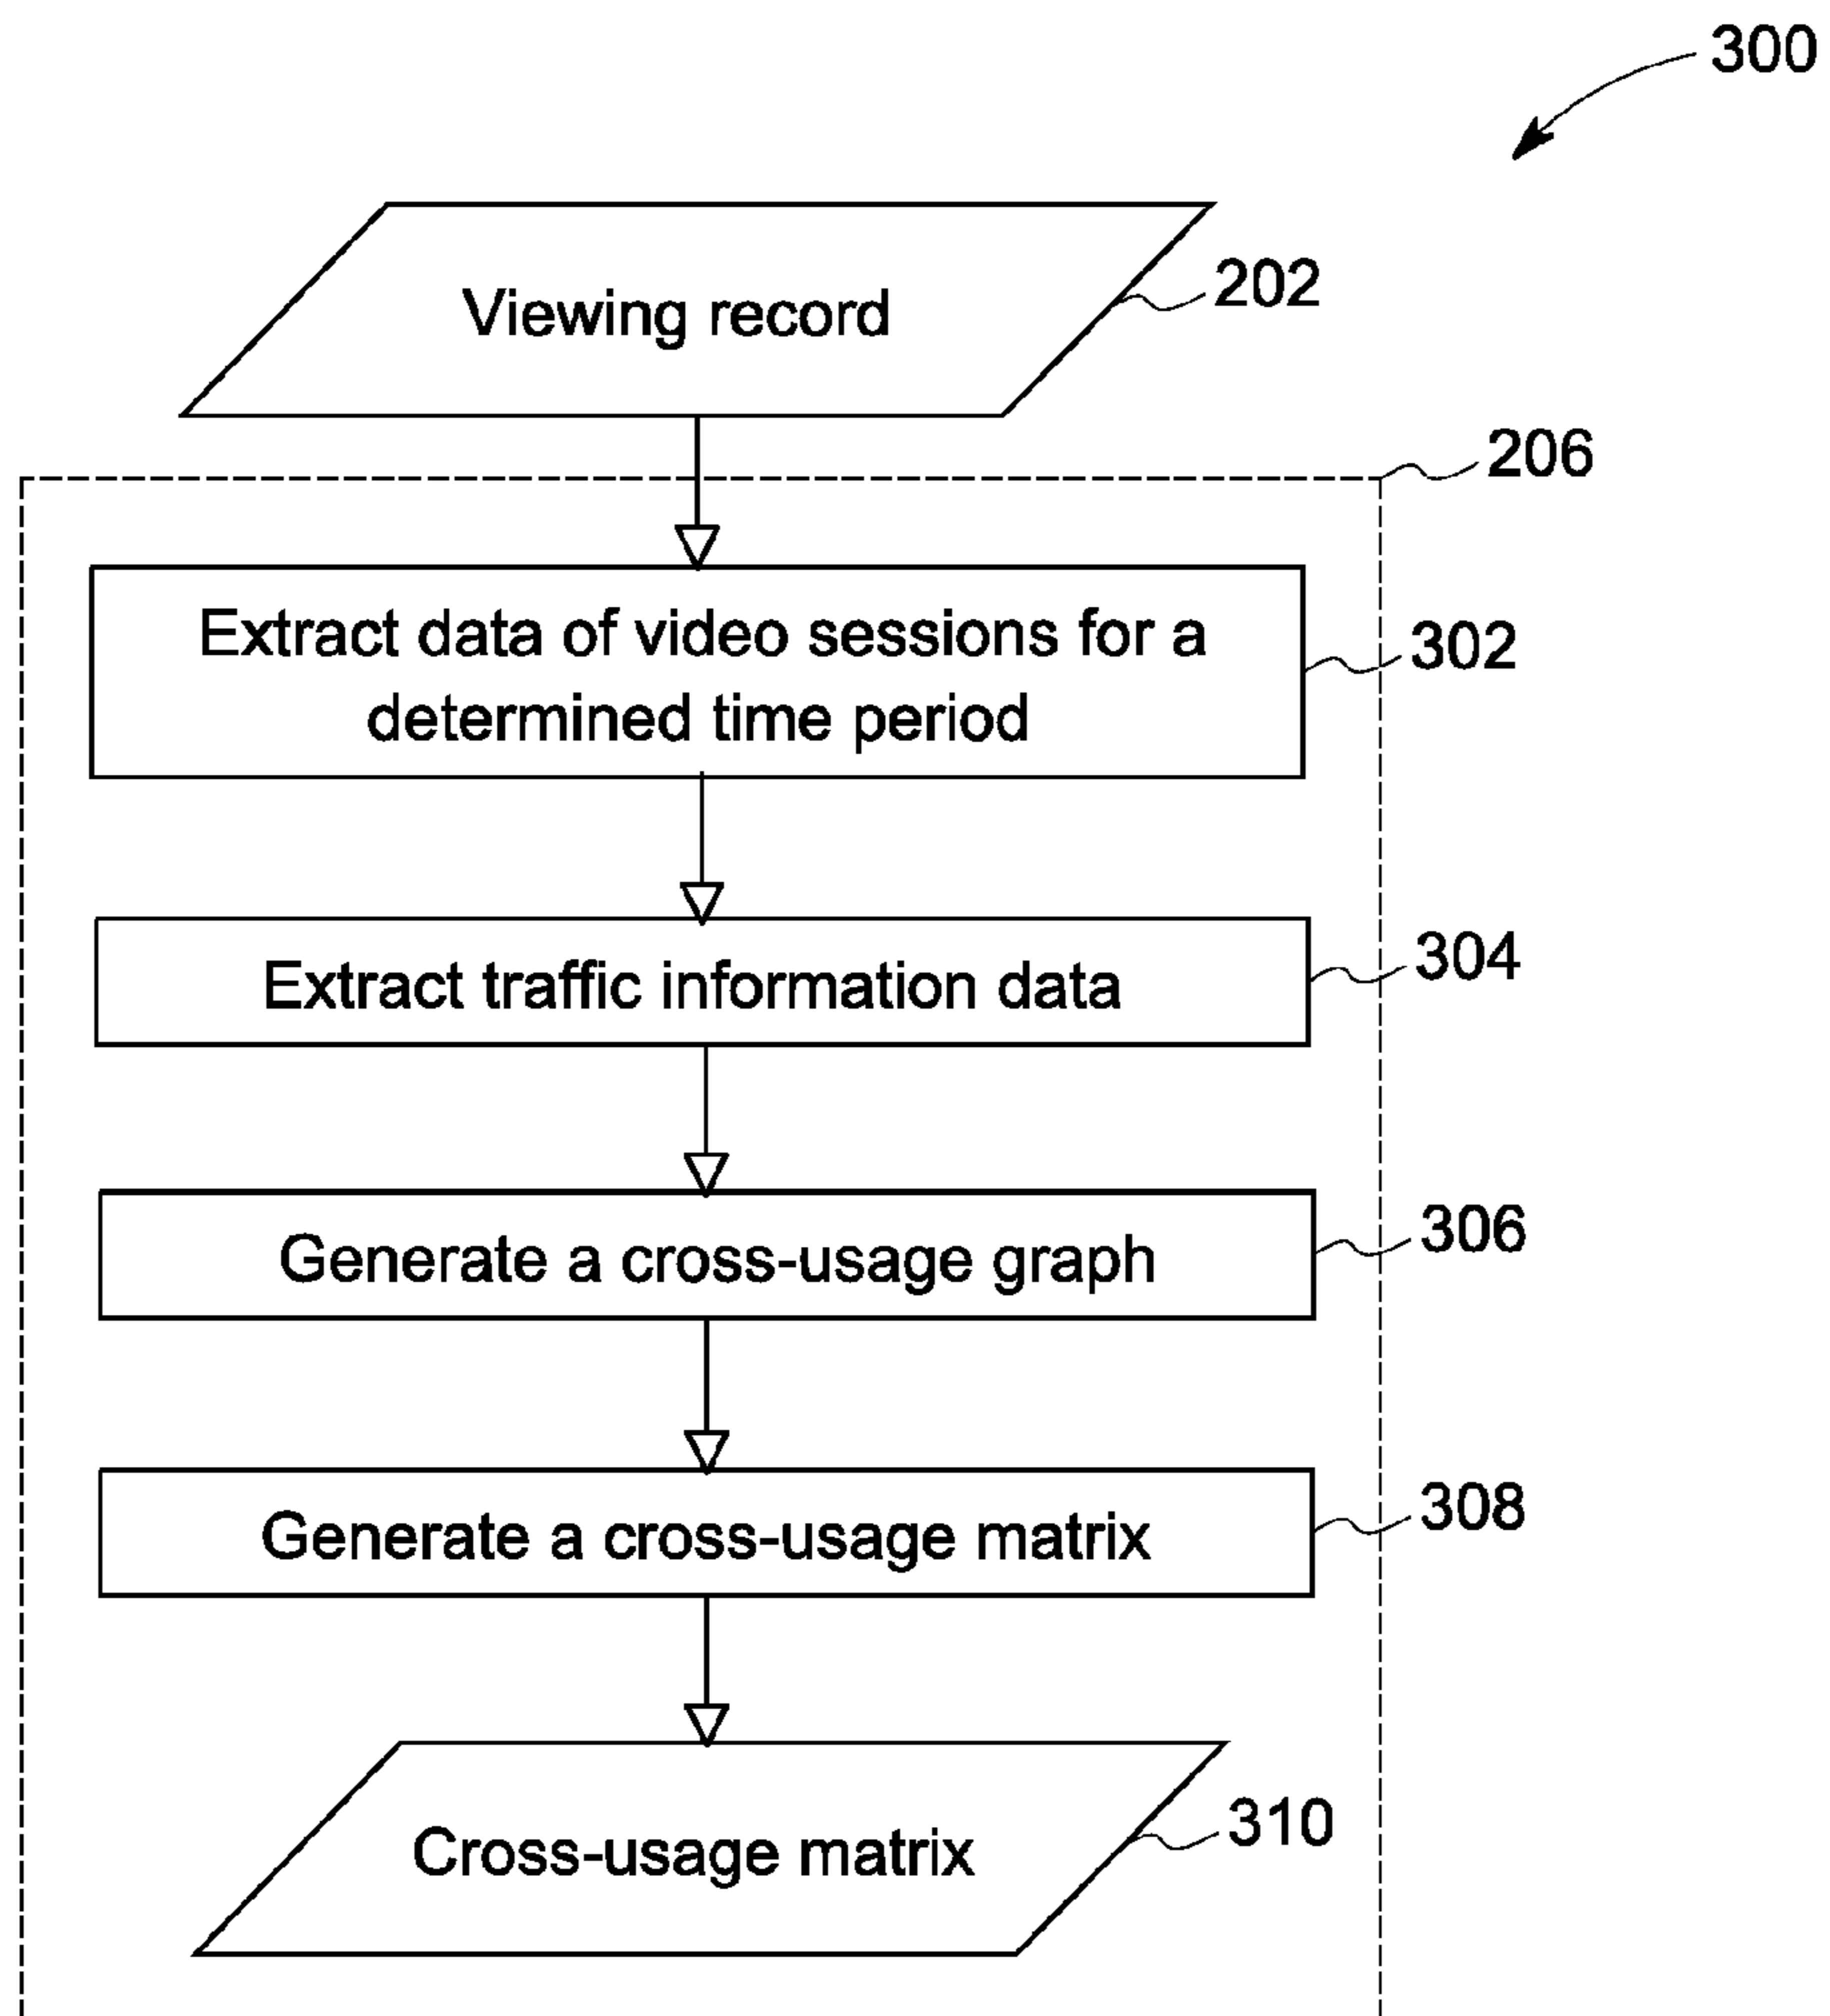 300
Viewing record
202
206
Extract data of video sessions for a
determined time period
302
Extract traffic information data
304
Generate a cross-usage graph
306
Generate a cross-usage matrix
308
Cross-usage matrix
310